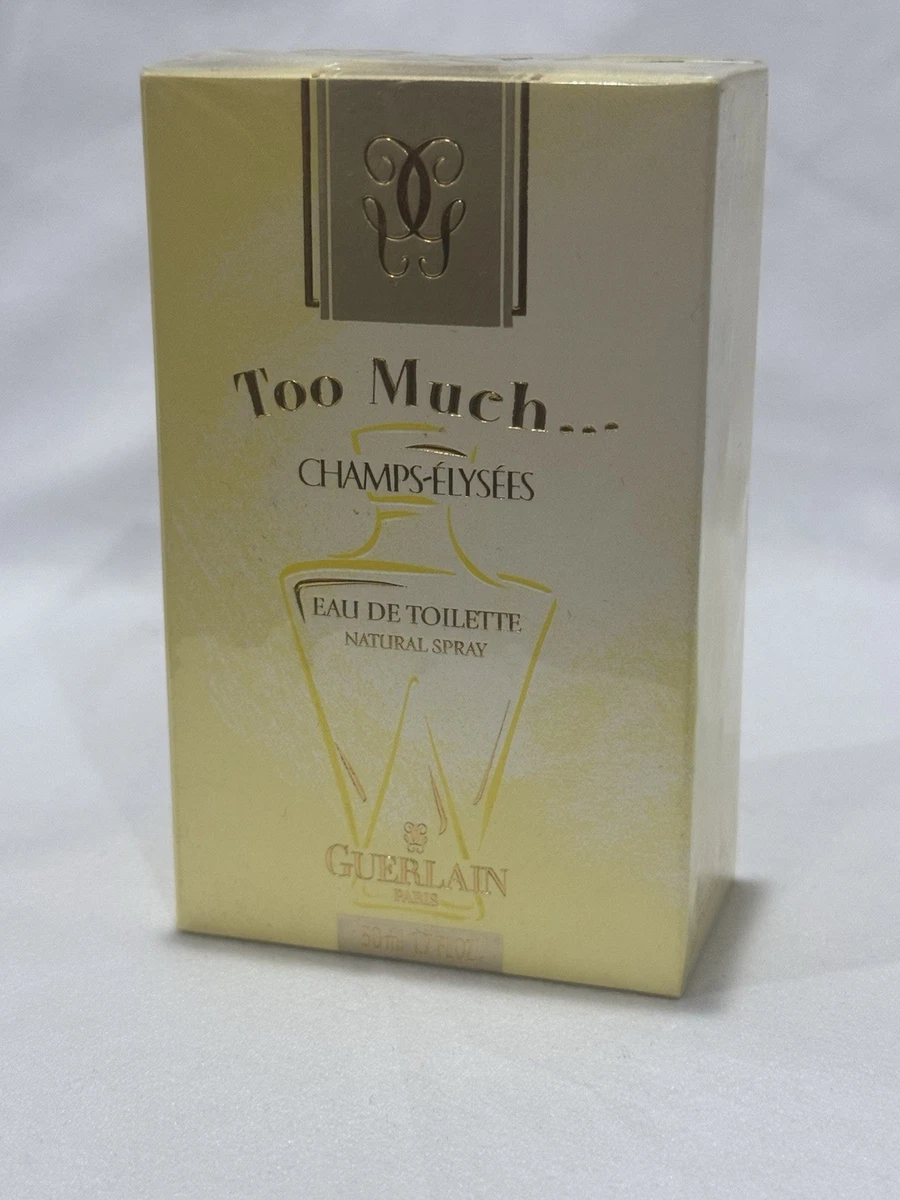 Too Much...
CHAMPS-ÉLYSÉES
EAU DE TOILETTE
NATURAL SPRAY
GUERLAIN
PARIS
50 ml 1.7 FL.OZ.